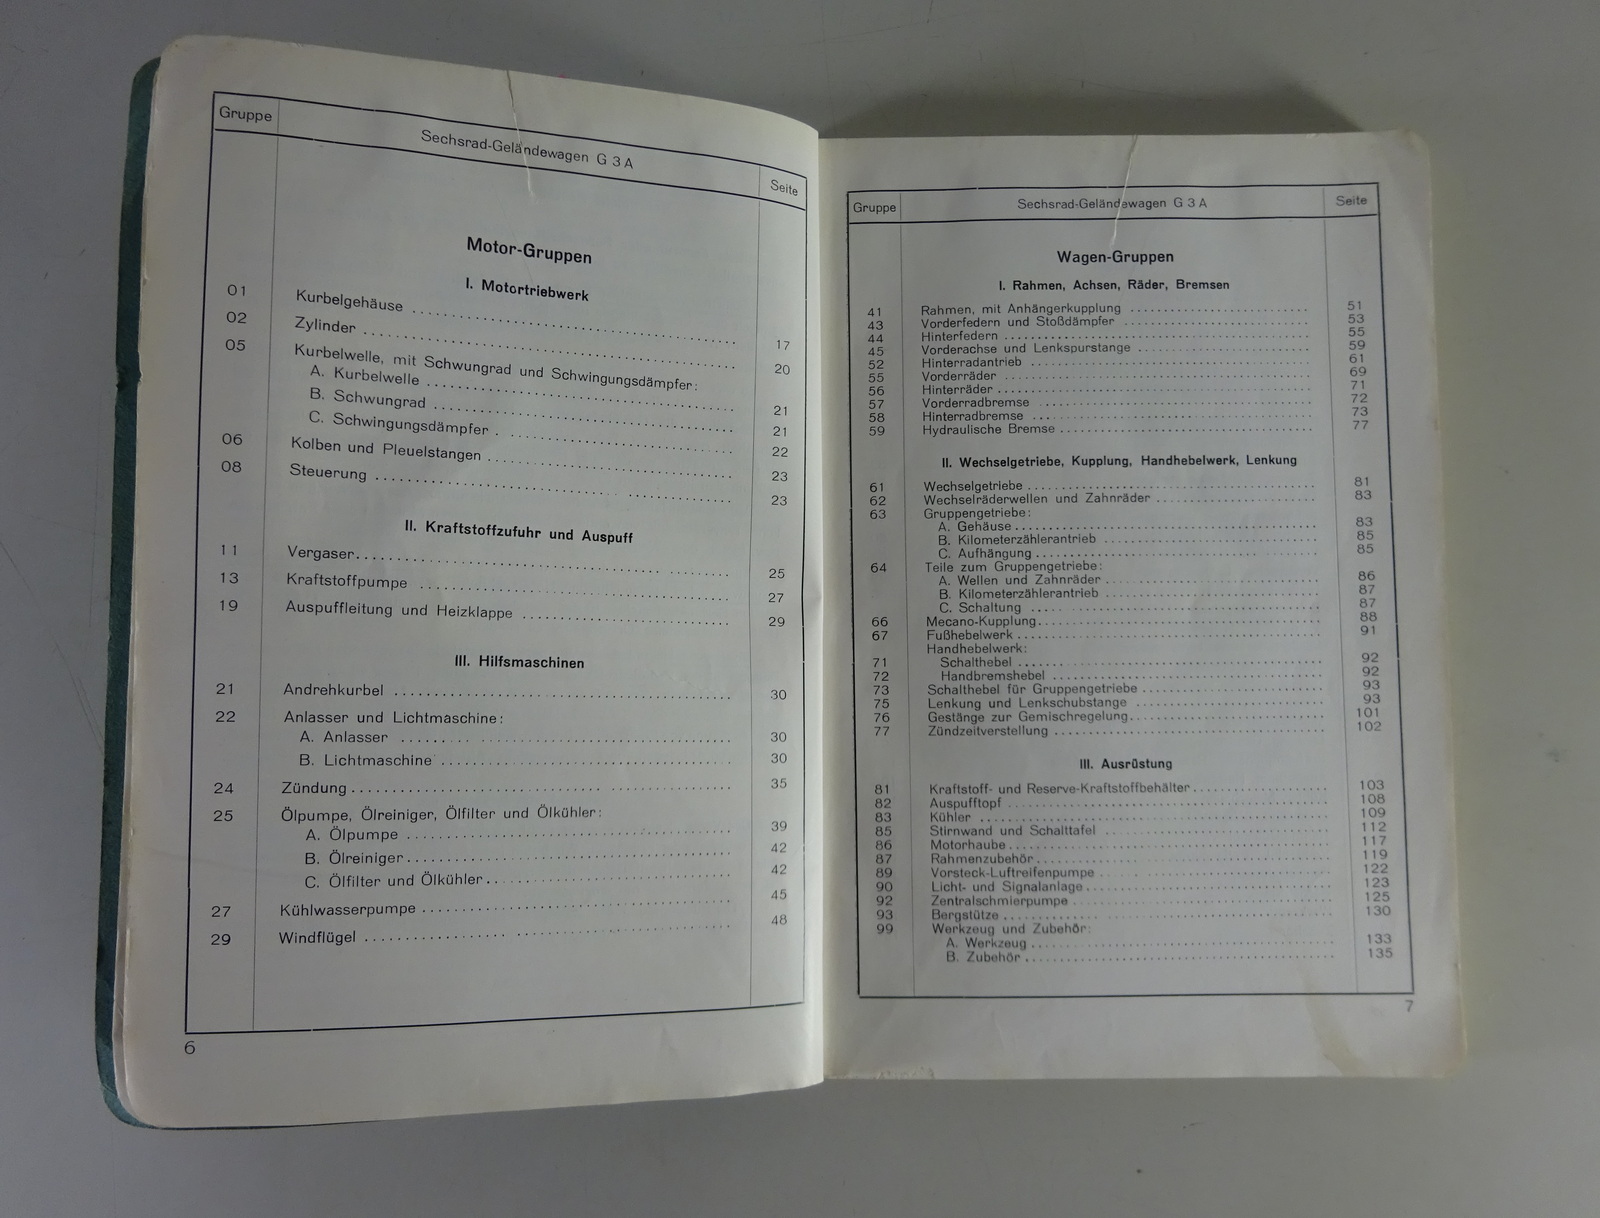 Gruppe Sechsrad-Geländewagen G 3 A Seite
Motor-Gruppen
I. Motortriebwerk
01 Kurbelgehäuse 17
02 Zylinder 20
05 Kurbelwelle, mit Schwungrad und Schwingungsdämpfer:
A. Kurbelwelle 21
B. Schwungrad 21
C. Schwingungsdämpfer 22
06 Kolben und Pleuelstangen 23
08 Steuerung 23
II. Kraftstoffzufuhr und Auspuff
11 Vergaser 25
13 Kraftstoffpumpe 27
19 Auspuffleitung und Heizklappe 29
III. Hilfsmaschinen
21 Andrehkurbel 30
22 Anlasser und Lichtmaschine:
A. Anlasser 30
B. Lichtmaschine 30
24 Zündung 35
25 Ölpumpe, Ölreiniger, Ölfilter und Ölkühler:
A. Ölpumpe 39
B. Ölreiniger 42
C. Ölfilter und Ölkühler 42
27 Kühlwasserpumpe 45
29 Windflügel 48
6
Gruppe Sechsrad-Geländewagen G 3 A Seite
Wagen-Gruppen
I. Rahmen, Achsen, Räder, Bremsen
41 Rahmen, mit Anhängerkupplung 51
43 Vorderfedern und Stoßdämpfer 53
44 Hinterfedern 55
45 Vorderachse und Lenkspurstange 59
52 Hinterradantrieb 61
55 Vorderräder 69
56 Hinterräder 71
57 Vorderradbremse 72
58 Hinterradbremse 73
59 Hydraulische Bremse 77
II. Wechselgetriebe, Kupplung, Handhebelwerk, Lenkung
61 Wechselgetriebe 81
62 Wechselräderwellen und Zahnräder 83
63 Gruppengetriebe:
A. Gehäuse 83
B. Kilometerzählerantrieb 85
C. Aufhängung 85
64 Teile zum Gruppengetriebe:
A. Wellen und Zahnräder 86
B. Kilometerzählerantrieb 87
C. Schaltung 87
66 Mecano-Kupplung 88
67 Fußhebelwerk 91
Handhebelwerk:
71 Schalthebel 92
72 Handbremshebel 92
73 Schalthebel für Gruppengetriebe 93
75 Lenkung und Lenkschubstange 93
76 Gestänge zur Gemischregelung 101
77 Zündzeitverstellung 102
III. Ausrüstung
81 Kraftstoff- und Reserve-Kraftstoffbehälter 103
82 Auspufftopf 108
83 Kühler 109
85 Stirnwand und Schalttafel 112
86 Motorhaube 117
87 Rahmenzubehör 119
89 Vorsteck-Luftreifenpumpe 122
90 Licht- und Signalanlage 123
92 Zentralschmierpumpe 125
93 Bergstütze 130
99 Werkzeug und Zubehör:
A. Werkzeug 133
B. Zubehör 135
7